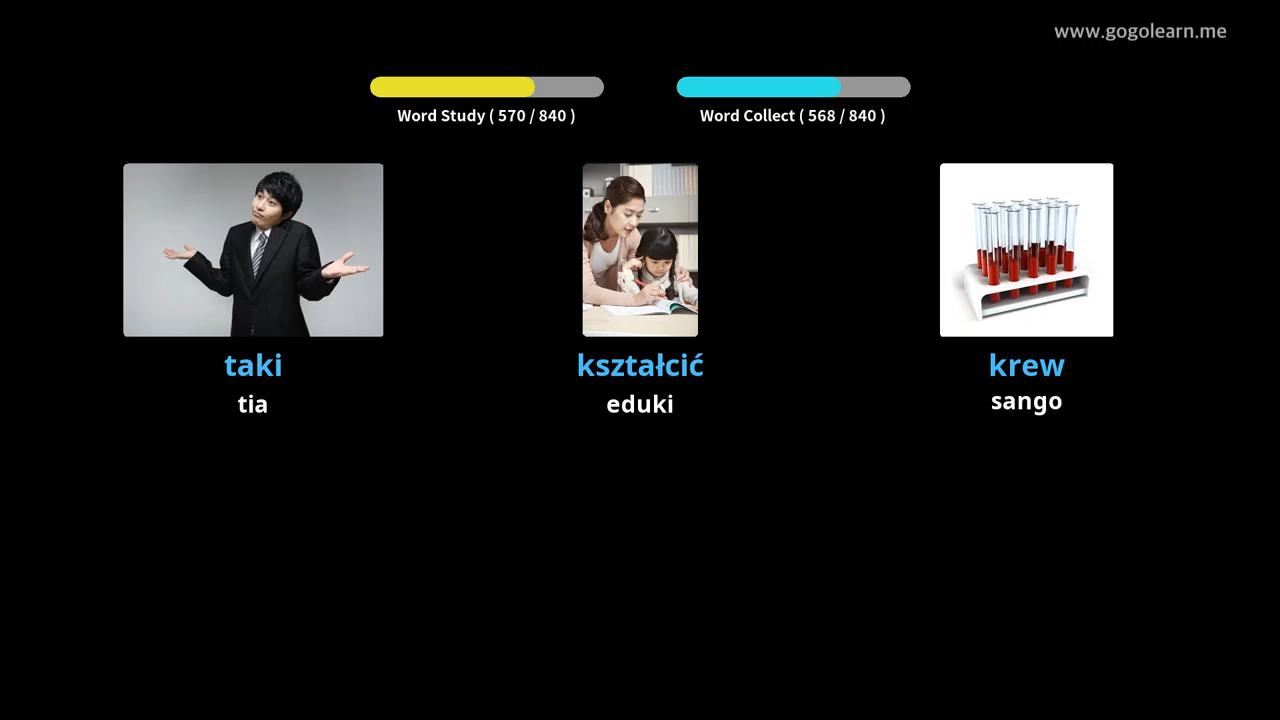 www.gogolearn.me
Word Study ( 570 / 840 )
Word Collect ( 568 / 840 )
taki
kształcić
krew
tia
eduki
sango